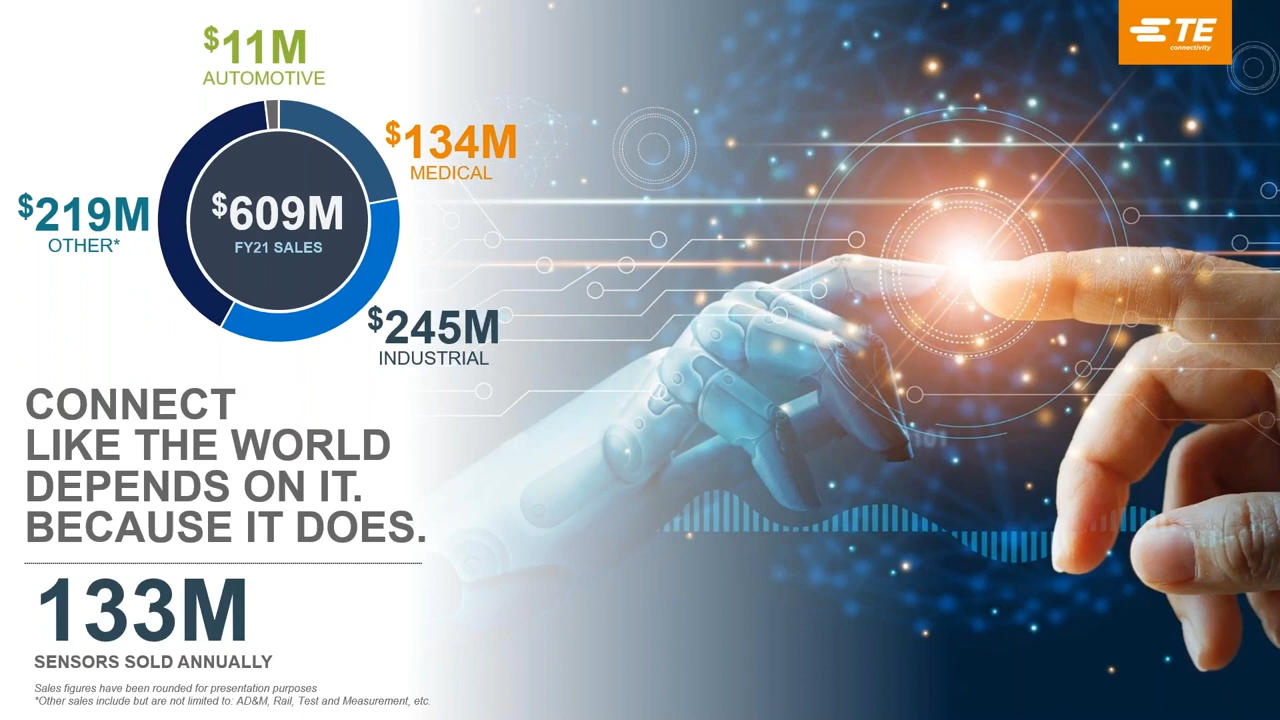 $11M
AUTOMOTIVE
$134M
MEDICAL
$219M
OTHER*
$609M
FY21 SALES
$245M
INDUSTRIAL
CONNECT
LIKE THE WORLD
DEPENDS ON IT.
BECAUSE IT DOES.
133M
SENSORS SOLD ANNUALLY
Sales figures have been rounded for presentation purposes
*Other sales include but are not limited to: AD&M, Rail, Test and Measurement, etc.
TE
connectivity